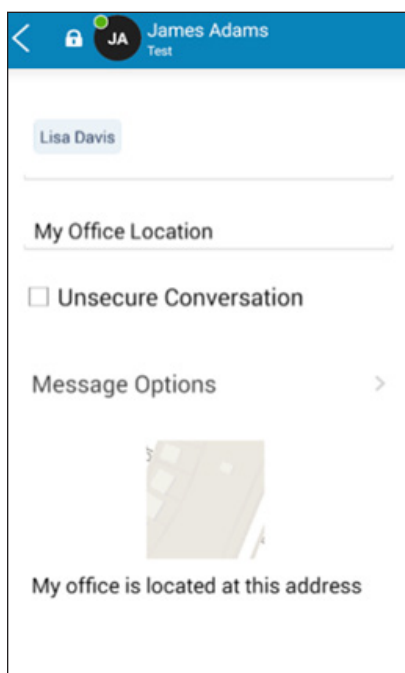 James Adams
JA
Test
Lisa Davis
My Office Location
Unsecure Conversation
Message Options
My office is located at this address